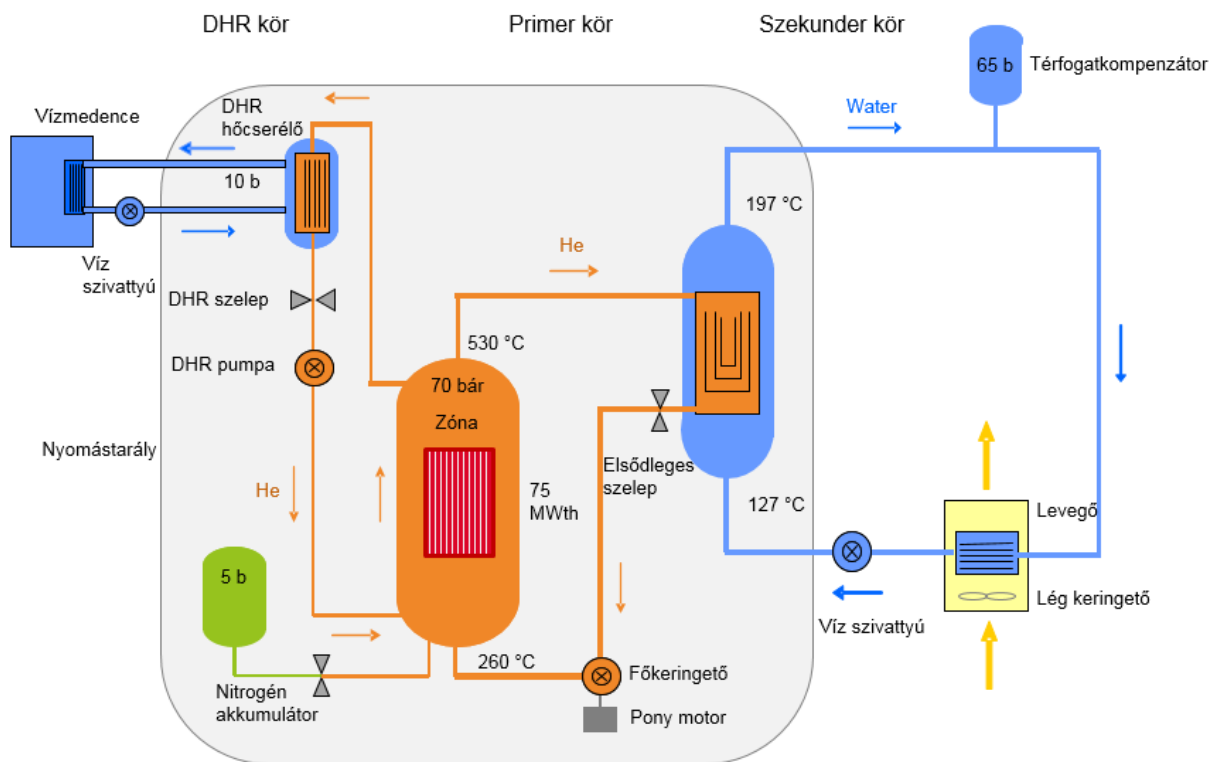 DHR kör
Primer kör
Szekunder kör
65 b
Térfogatkompenzátor
Vízmedence
DHR
hőcserélő
Water
10 b
197 °C
He
Víz
szivattyú
DHR szelep
530 °C
DHR pumpa
70 bár
Zóna
Nyomástarály
Elsődleges
szelep
He
75
MWth
127 °C
Levegő
5 b
Lég keringető
Víz szivattyú
260 °C
Főkeringető
Nitrogén
akkumulátor
Pony motor